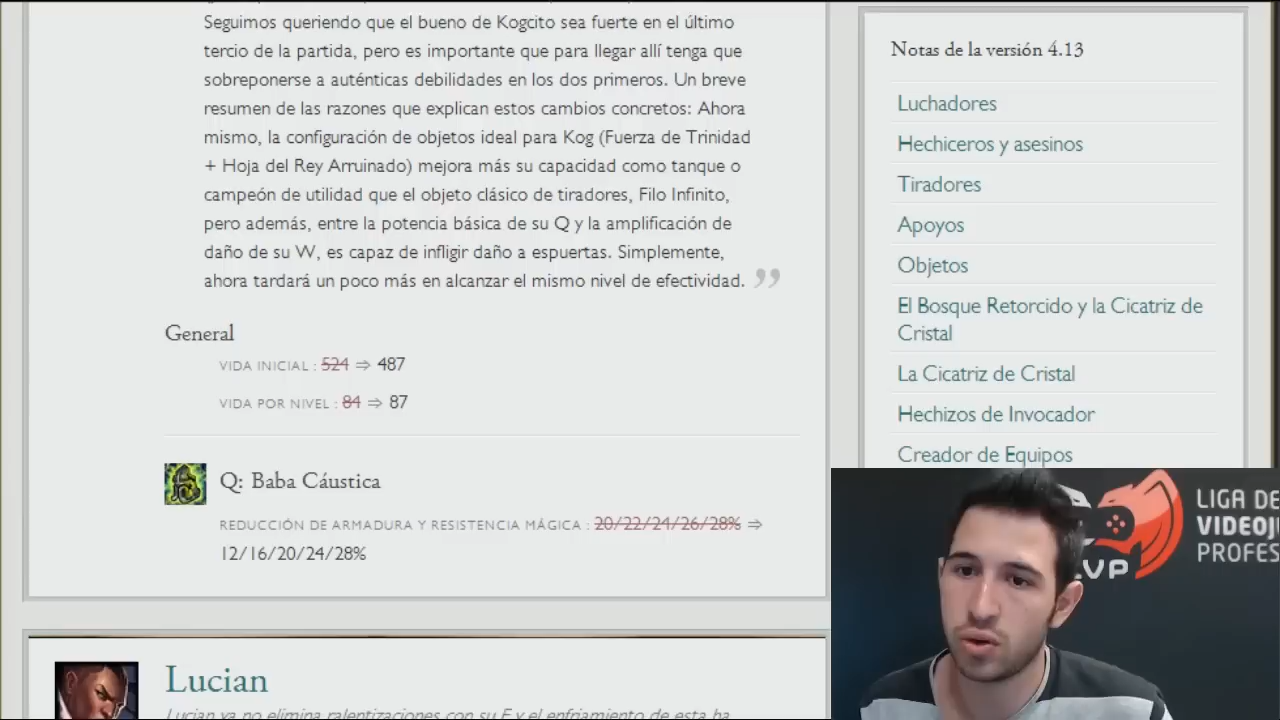 Seguimos queriendo que el bueno de Kogcito sea fuerte en el último
tercio de la partida, pero es importante que para llegar allí tenga que
sobreponerse a auténticas debilidades en los dos primeros. Un breve
resumen de las razones que explican estos cambios concretos: Ahora
mismo, la configuración de objetos ideal para Kog (Fuerza de Trinidad
+ Hoja del Rey Arruinado) mejora más su capacidad como tanque o
campeón de utilidad que el objeto clásico de tiradores, Filo Infinito,
pero además, entre la potencia básica de su Q y la amplificación de
daño de su W, es capaz de infligir daño a espuertas. Simplemente,
ahora tardará un poco más en alcanzar el mismo nivel de efectividad. ”
General
VIDA INICIAL : 524 ⇒ 487
VIDA POR NIVEL : 84 ⇒ 87
Q: Baba Cáustica
REDUCCIÓN DE ARMADURA Y RESISTENCIA MÁGICA : 20/22/24/26/28% ⇒
12/16/20/24/28%
Lucian
Lucian ya no elimina ralentizaciones con su E y el enfriamiento de esta ha
Notas de la versión 4.13
Luchadores
Hechiceros y asesinos
Tiradores
Apoyos
Objetos
El Bosque Retorcido y la Cicatriz de
Cristal
La Cicatriz de Cristal
Hechizos de Invocador
Creador de Equipos
LIGA DE
VIDEOJ
PROFES
VP